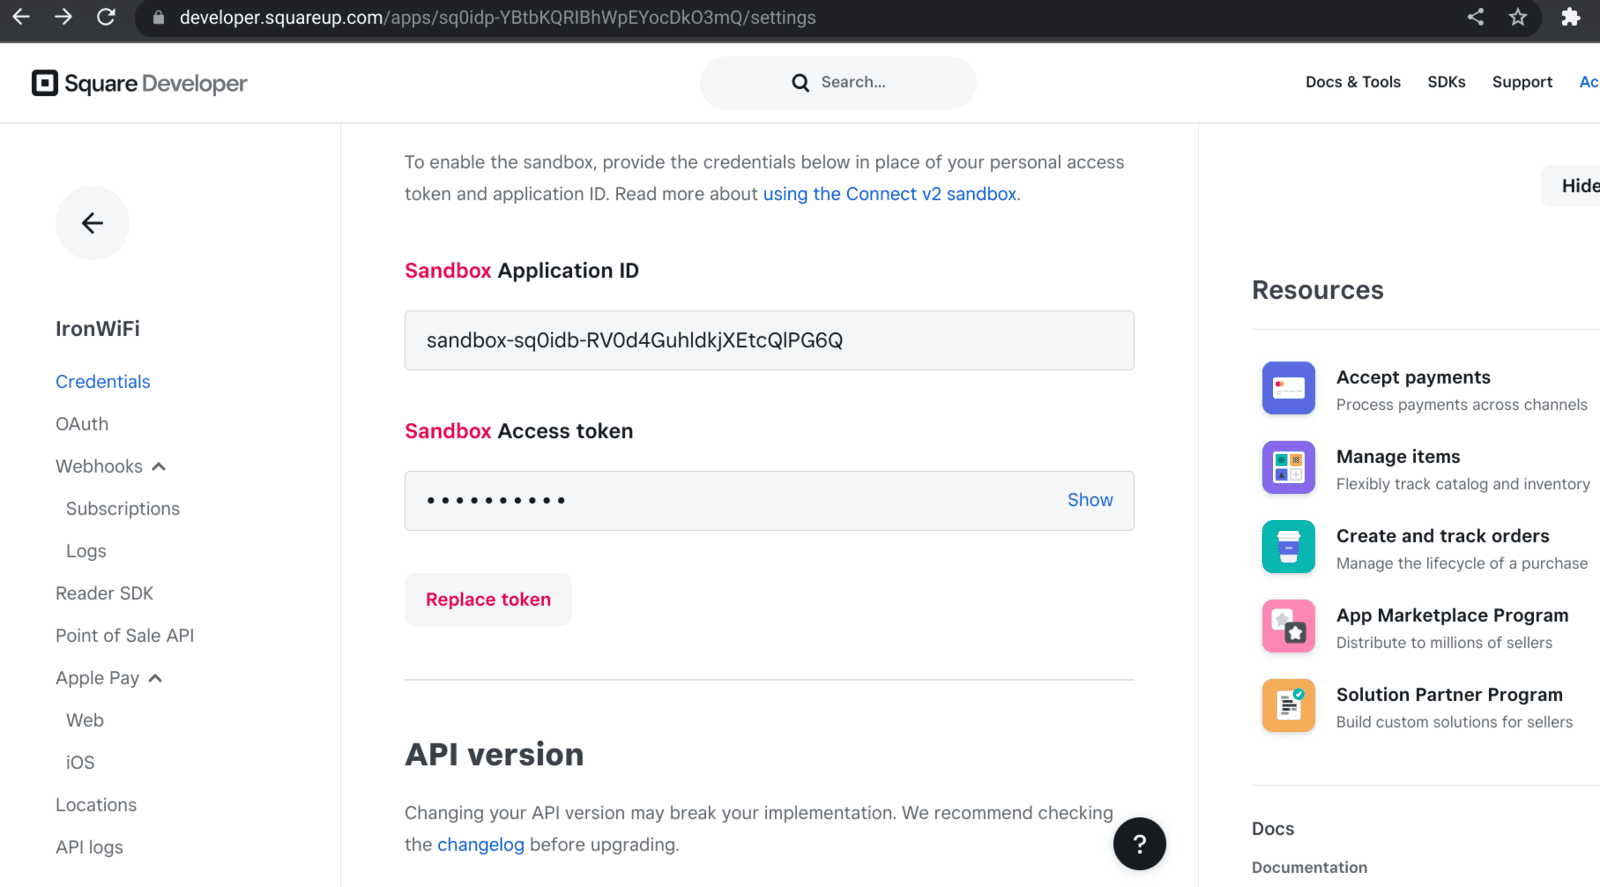 developer.squareup.com/apps/sq0idp-YBtbKQRIBhWpEYocDkO3mQ/settings
Square Developer
Search...
Docs & Tools
SDKs
Support
Ac
To enable the sandbox, provide the credentials below in place of your personal access
token and application ID. Read more about using the Connect v2 sandbox.
Hide
Sandbox Application ID
sandbox-sq0idb-RV0d4GuhldkjXEtcQlPG6Q
Sandbox Access token
••••••••••
Show
Replace token
API version
Changing your API version may break your implementation. We recommend checking
the changelog before upgrading.
?
IronWiFi
Credentials
OAuth
Webhooks
Subscriptions
Logs
Reader SDK
Point of Sale API
Apple Pay
Web
iOS
Locations
API logs
Resources
Accept payments
Process payments across channels
Manage items
Flexibly track catalog and inventory
Create and track orders
Manage the lifecycle of a purchase
App Marketplace Program
Distribute to millions of sellers
Solution Partner Program
Build custom solutions for sellers
Docs
Documentation